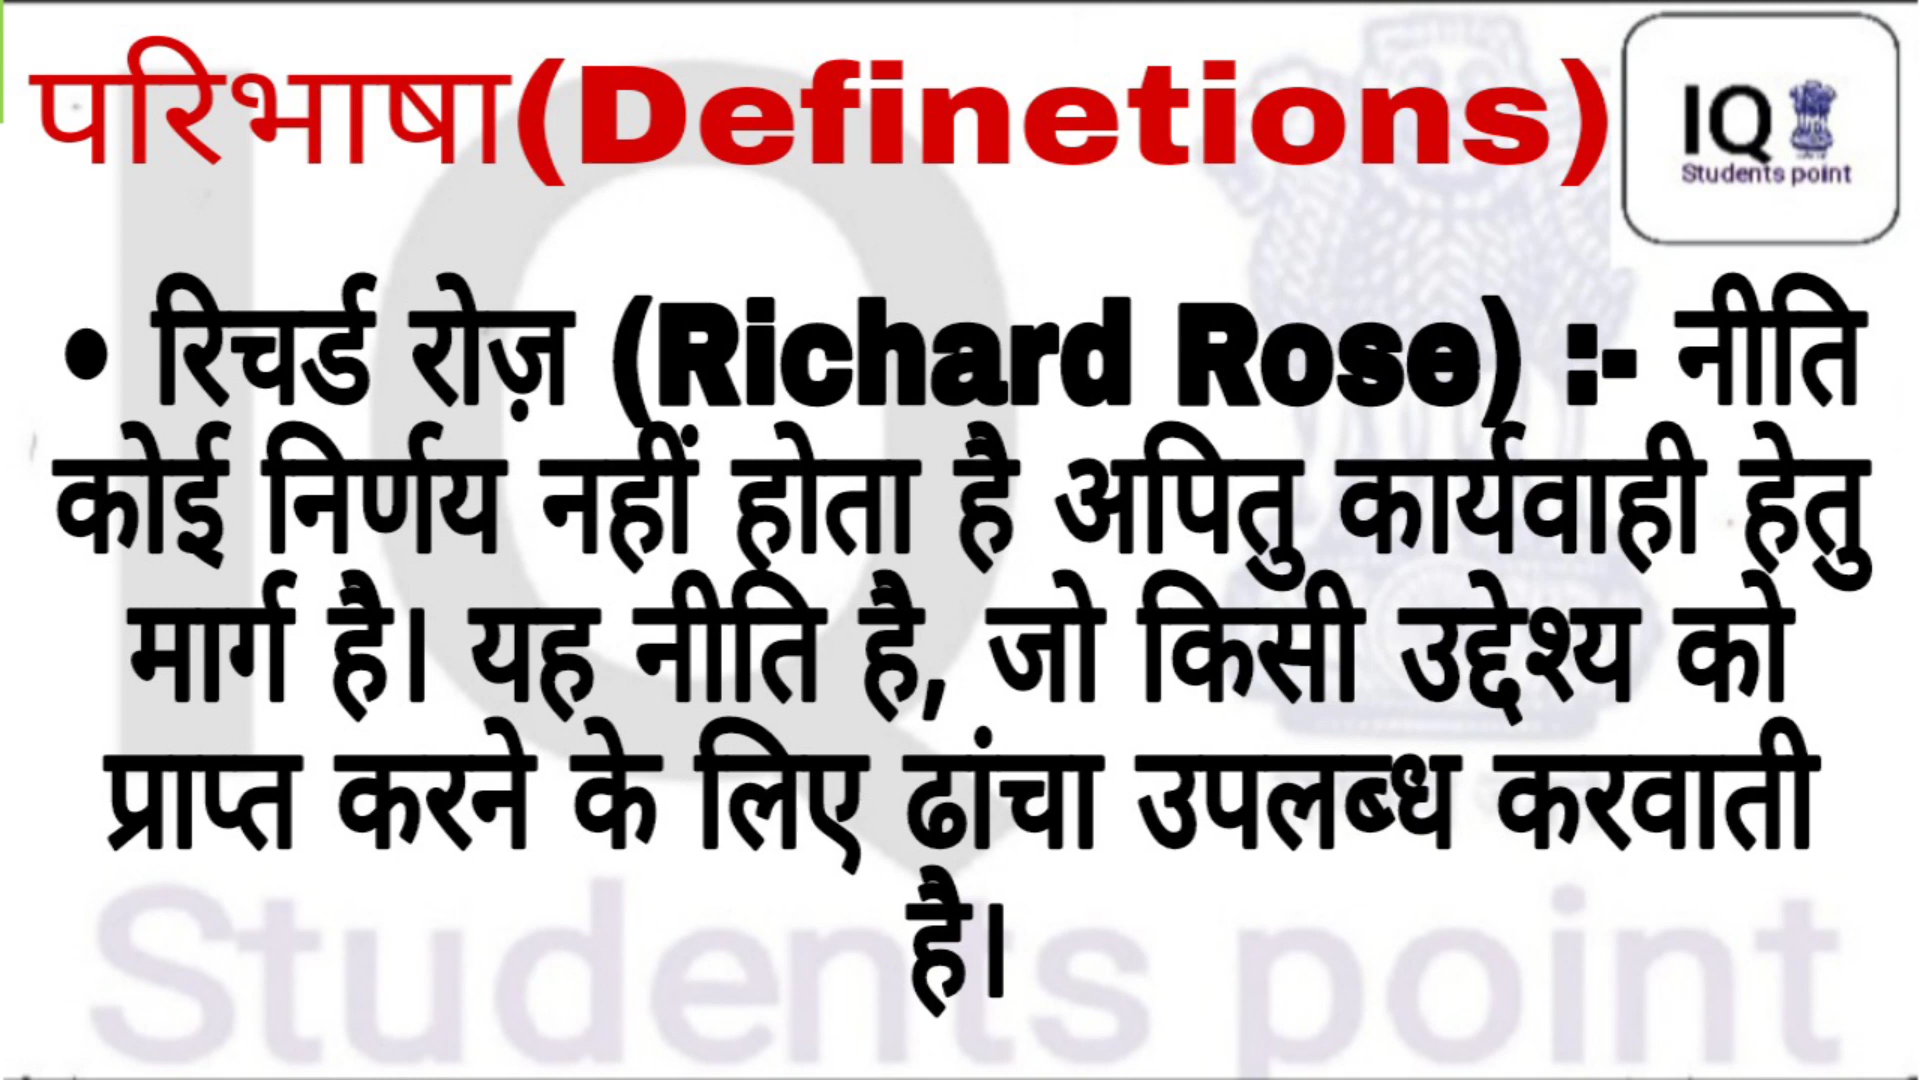 परिभाषा(Definetions)
IQ
Students point
• रिचर्ड रोज़ (Richard Rose) :- नीति
कोई निर्णय नहीं होता है अपितु कार्यवाही हेतु
मार्ग है। यह नीति है, जो किसी उद्देश्य को
प्राप्त करने के लिए ढांचा उपलब्ध करवाती
है।
IQ
Students point